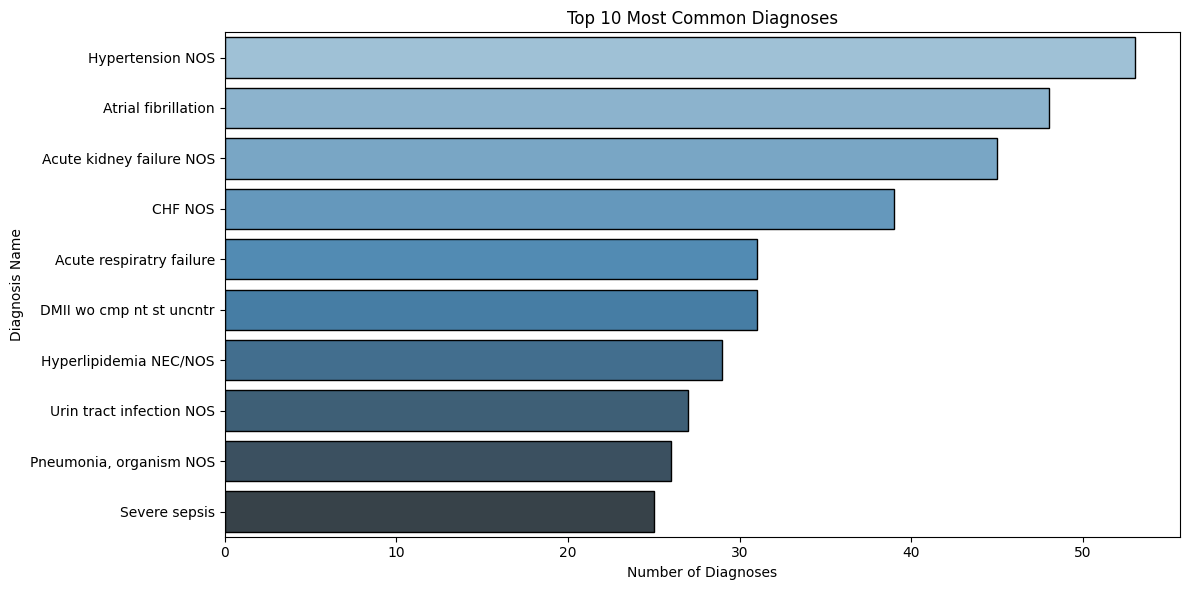 Top 10 Most Common Diagnoses
Diagnosis Name
Hypertension NOS
Atrial fibrillation
Acute kidney failure NOS
CHF NOS
Acute respiratry failure
DMII wo cmp nt st uncntr
Hyperlipidemia NEC/NOS
Urin tract infection NOS
Pneumonia, organism NOS
Severe sepsis
0 10 20 30 40 50
Number of Diagnoses